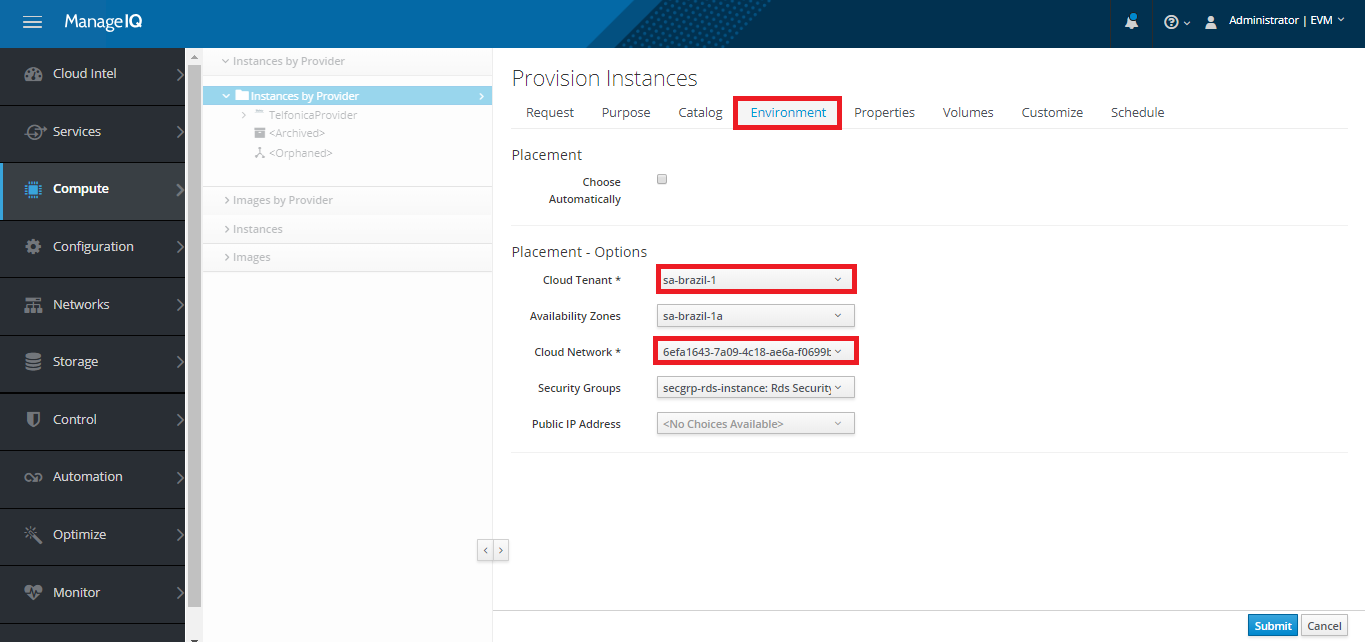 ManageIQ
Administrator | EVM
Cloud Intel
Services
Compute
Configuration
Networks
Storage
Control
Automation
Optimize
Monitor
Instances by Provider
Instances by Provider
TelfonicaProvider
<Archived>
<Orphaned>
Images by Provider
Instances
Images
Provision Instances
Request Purpose Catalog Environment Properties Volumes Customize Schedule
Placement
Choose
Automatically
Placement - Options
Cloud Tenant * sa-brazil-1
Availability Zones sa-brazil-1a
Cloud Network * 6efa1643-7a09-4c18-ae6a-f0699b
Security Groups secgrp-rds-instance: Rds Security
Public IP Address <No Choices Available>
Submit Cancel